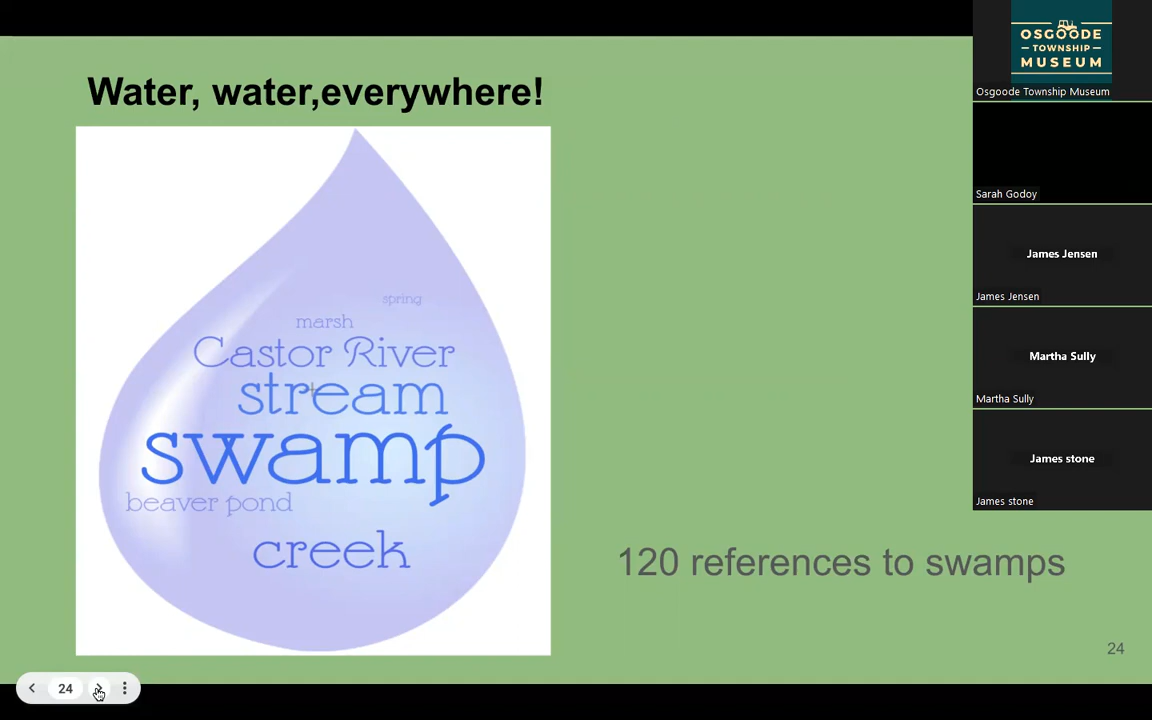 Water, water,everywhere!
spring
marsh
Castor River
stream
swamp
beaver pond
creek
120 references to swamps
24
24
OSGOODE
TOWNSHIP
MUSEUM
Osgoode Township Museum
Sarah Godoy
James Jensen
James Jensen
Martha Sully
Martha Sully
James stone
James stone